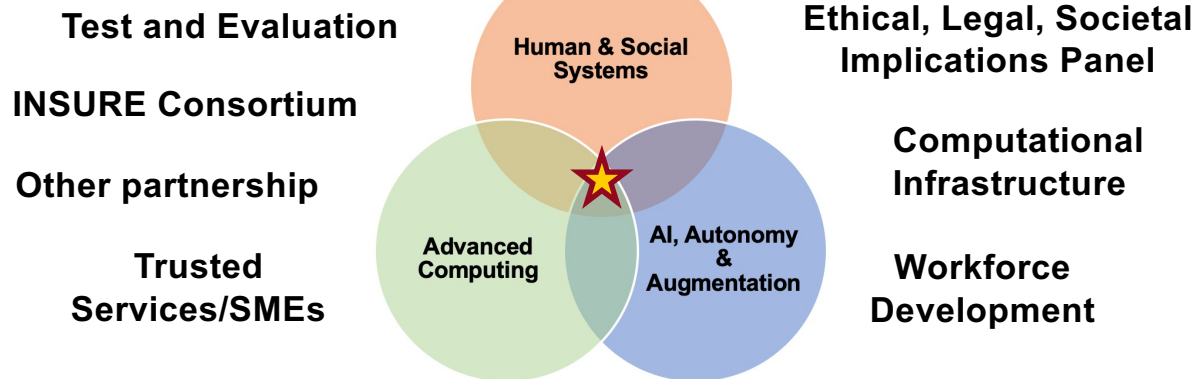 Test and Evaluation
INSURE Consortium
Other partnership
Trusted
Services/SMEs
Human & Social
Systems
Advanced
Computing
AI, Autonomy
&
Augmentation
Ethical, Legal, Societal
Implications Panel
Computational
Infrastructure
Workforce
Development